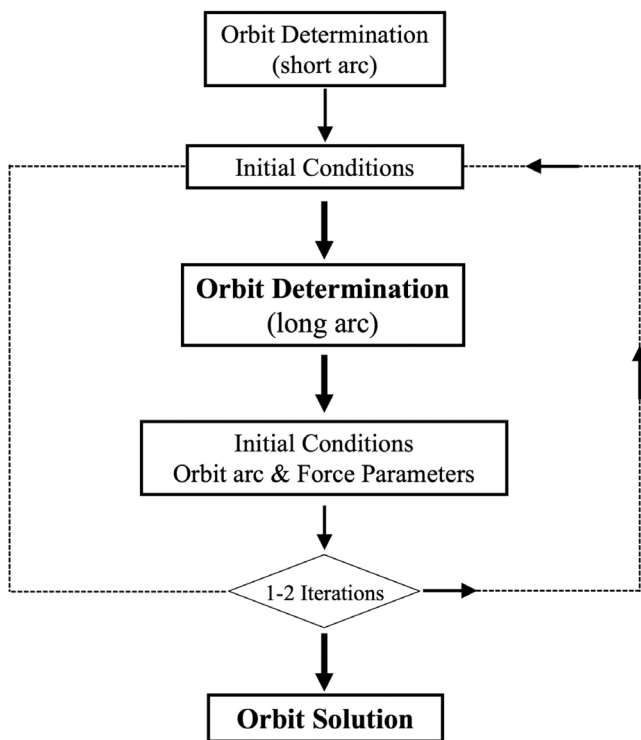 Orbit Determination
(short arc)
Initial Conditions
Orbit Determination
(long arc)
Initial Conditions
Orbit arc & Force Parameters
1-2 Iterations
Orbit Solution